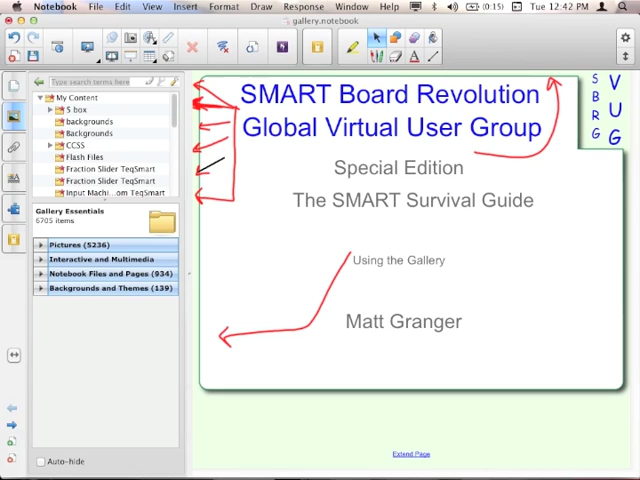 Notebook File Edit View Insert Format Draw Response Window Help (0:15) Tue 12:42 PM
gallery.notebook
Type search terms here
My Content
5 box
backgrounds
Backgrounds
CCSS
Flash Files
Fraction Slider TeqSmart
Fraction Slider TeqSmart
Input Machi...om TeqSmart
Gallery Essentials
6705 items
Pictures (5236)
Interactive and Multimedia
Notebook Files and Pages (934)
Backgrounds and Themes (139)
Auto-hide
SMART Board Revolution
Global Virtual User Group
Special Edition
The SMART Survival Guide
Using the Gallery
Matt Granger
S
B
R
G
V
U
G
Extend Page